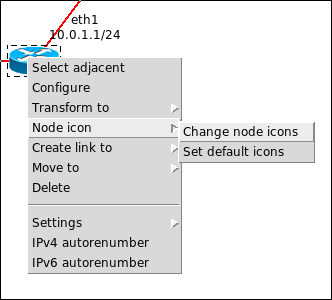 eth1
10.0.1.1/24
Select adjacent
Configure
Transform to
Node icon
Change node icons
Create link to
Set default icons
Move to
Delete
Settings
IPv4 autorenumber
IPv6 autorenumber